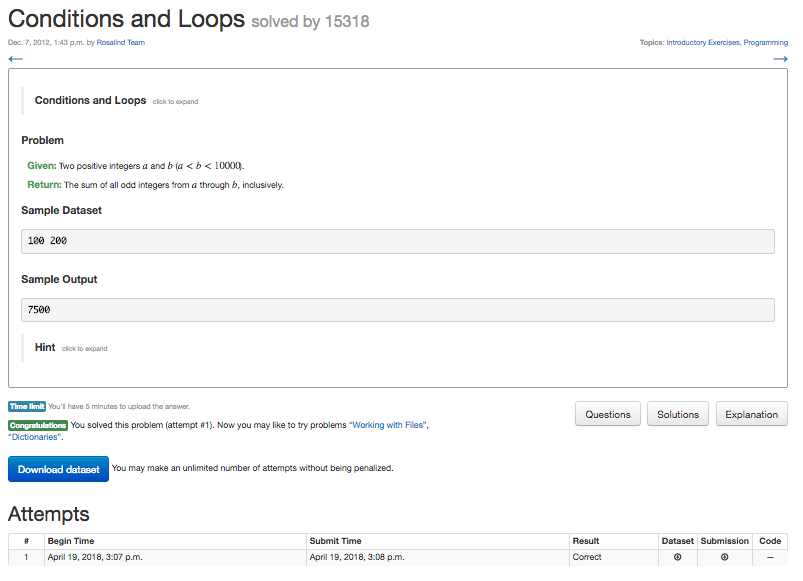 Conditions and Loops solved by 15318
Dec. 7, 2012, 1:43 p.m. by Rosalind Team
Topics: Introductory Exercises, Programming
← →
Conditions and Loops click to expand
Problem
Given: Two positive integers a and b (a < b < 10000).
Return: The sum of all odd integers from a through b, inclusively.
Sample Dataset
100 200
Sample Output
7500
Hint click to expand
Time limit You'll have 5 minutes to upload the answer.
Congratulations You solved this problem (attempt #1). Now you may like to try problems "Working with Files",
"Dictionaries".
Questions Solutions Explanation
Download dataset You may make an unlimited number of attempts without being penalized.
Attempts
# Begin Time Submit Time Result Dataset Submission Code
1 April 19, 2018, 3:07 p.m. April 19, 2018, 3:08 p.m. Correct —